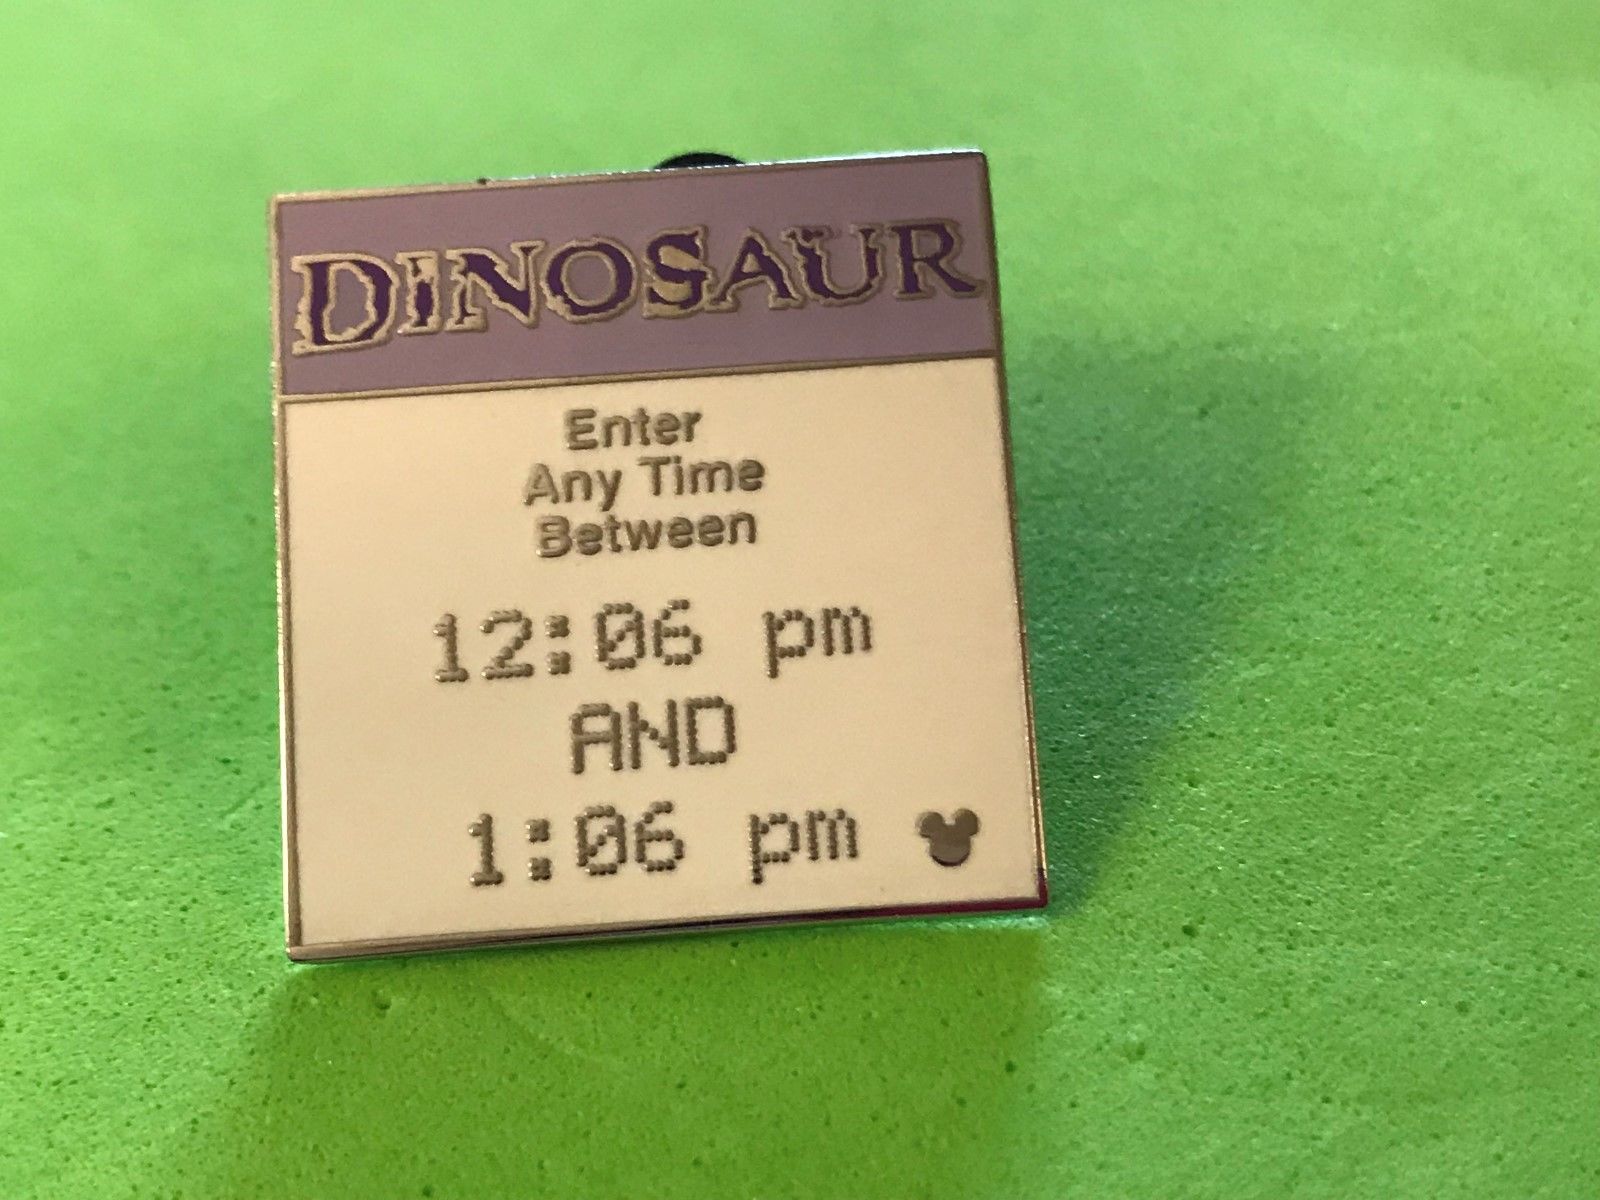 DINOSAUR
Enter
Any Time
Between
12:06 pm
AND
1:06 pm